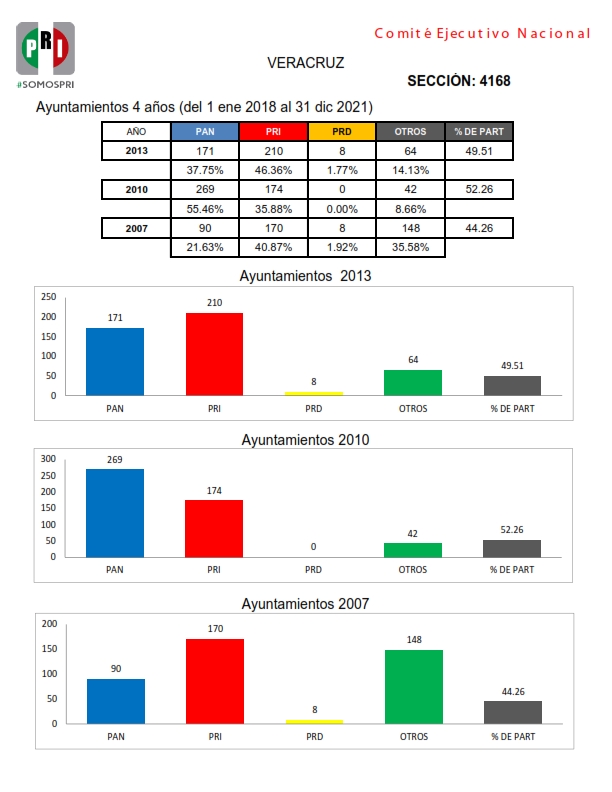 Comité Ejecutivo Nacional
PRI
#SOMOSPRI
VERACRUZ
SECCIÓN: 4168
Ayuntamientos 4 años (del 1 ene 2018 al 31 dic 2021)
AÑO PAN PRI PRD OTROS % DE PART
2013 171 210 8 64 49.51
37.75% 46.36% 1.77% 14.13%
2010 269 174 0 42 52.26
55.46% 35.88% 0.00% 8.66%
2007 90 170 8 148 44.26
21.63% 40.87% 1.92% 35.58%
Ayuntamientos 2013
250
200
150
100
50
0
171 210 8 64 49.51
PAN PRI PRD OTROS % DE PART
Ayuntamientos 2010
300
250
200
150
100
50
0
269 174 0 42 52.26
PAN PRI PRD OTROS % DE PART
Ayuntamientos 2007
200
150
100
50
0
90 170 8 148 44.26
PAN PRI PRD OTROS % DE PART